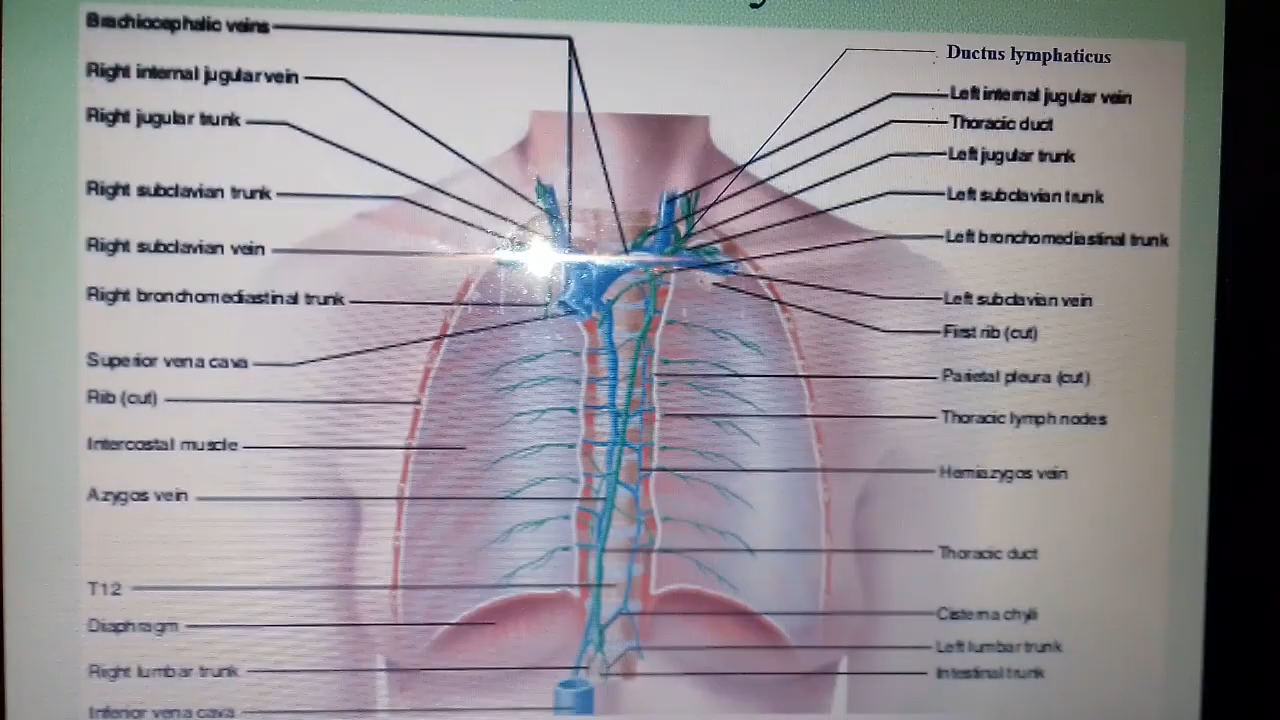 Brachiocephalic veins
Right internal jugular vein
Right jugular trunk
Right subclavian trunk
Right subclavian vein
Right bronchomediastinal trunk
Superior vena cava
Rib (cut)
Intercostal muscle
Azygos vein
T12
Diaphragm
Right lumbar trunk
Inferior vena cava
Ductus lymphaticus
Left internal jugular vein
Thoracic duct
Left jugular trunk
Left subclavian trunk
Left bronchomediastinal trunk
Left subclavian vein
First rib (cut)
Parietal pleura (cut)
Thoracic lymph nodes
Hemiazygos vein
Thoracic duct
Cisterna chyli
Left lumbar trunk
Intestinal trunk